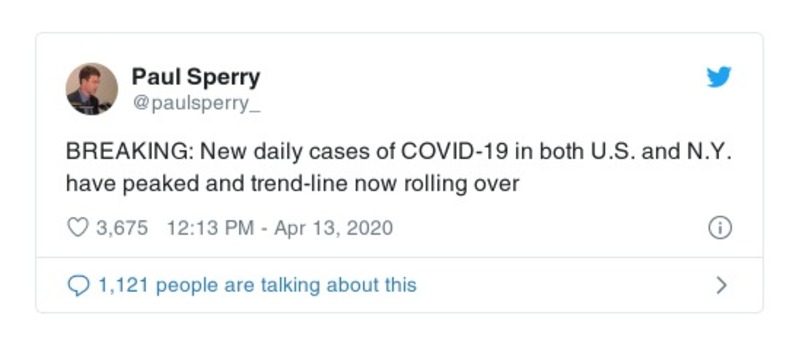 Paul Sperry
@paulsperry_
BREAKING: New daily cases of COVID-19 in both U.S. and N.Y.
have peaked and trend-line now rolling over
3,675 12:13 PM - Apr 13, 2020
1,121 people are talking about this